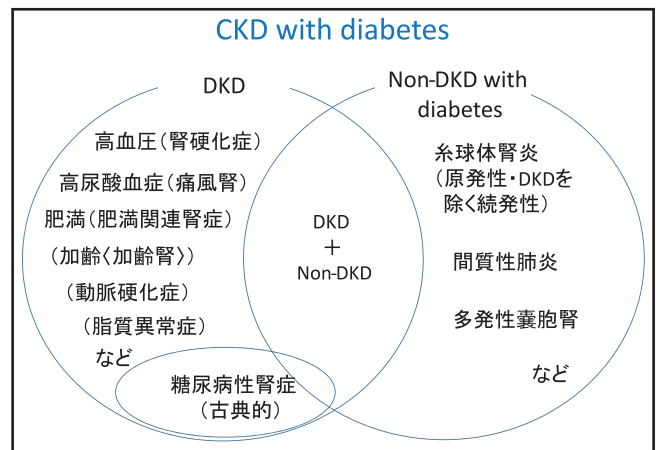 CKD with diabetes
DKD
高血圧(腎硬化症)
高尿酸血症(痛風腎)
肥満(肥満関連腎症)
(加齢〈加齢腎〉)
(動脈硬化症)
(脂質異常症)
など
糖尿病性腎症
(古典的)
DKD
+
Non-DKD
Non-DKD with
diabetes
糸球体腎炎
(原発性・DKDを
除く続発性)
間質性肺炎
多発性嚢胞腎
など